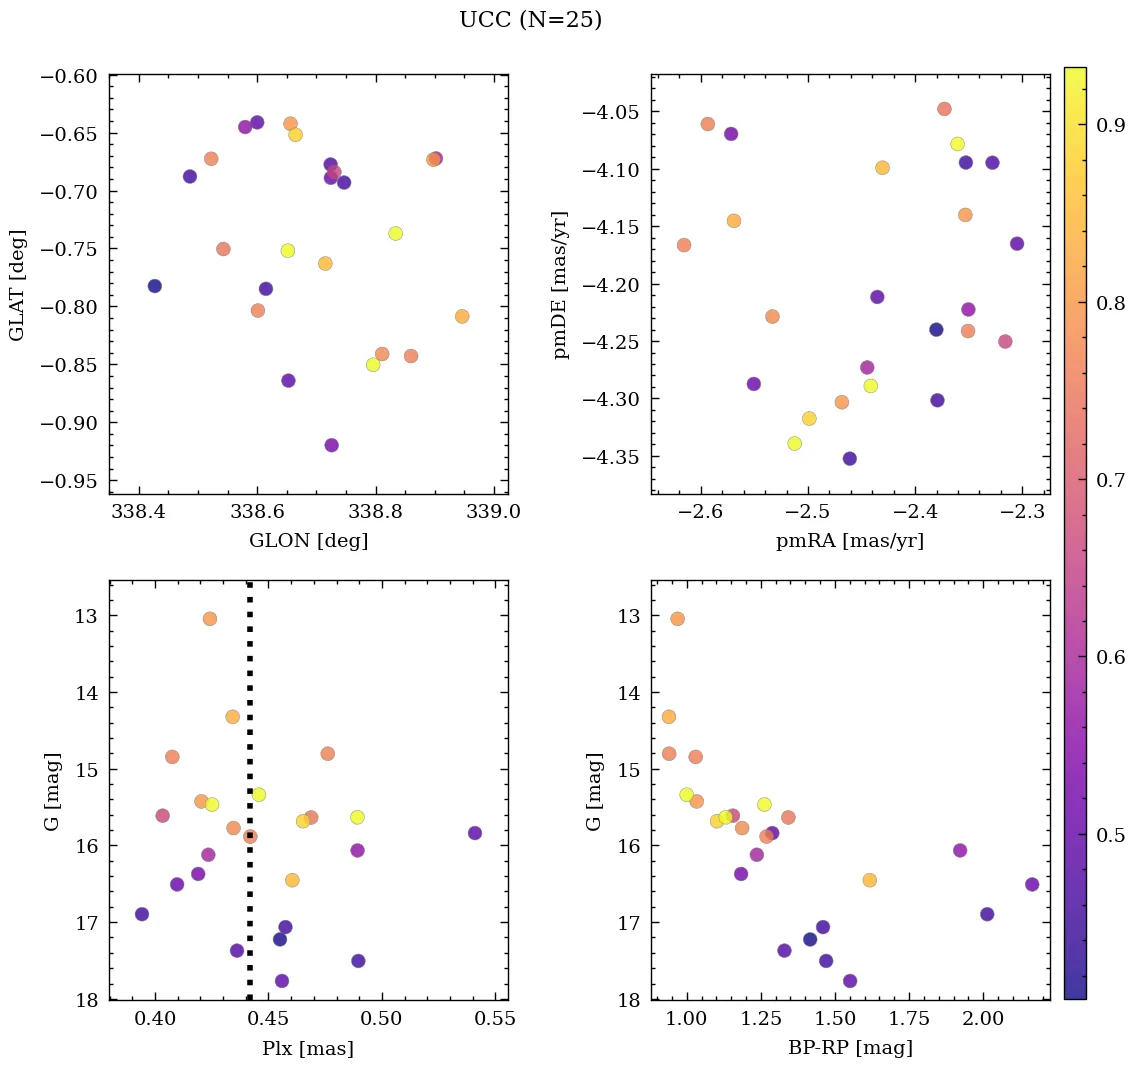 UCC (N=25)
−0.60
−0.65
−0.70
−0.75
−0.80
−0.85
−0.90
−0.95
GLAT [deg]
338.4 338.6 338.8 339.0
GLON [deg]
−4.05
−4.10
−4.15
−4.20
−4.25
−4.30
−4.35
pmDE [mas/yr]
−2.6 −2.5 −2.4 −2.3
pmRA [mas/yr]
0.9
0.8
0.7
0.6
0.5
13
14
15
16
17
18
G [mag]
0.40 0.45 0.50 0.55
Plx [mas]
13
14
15
16
17
18
G [mag]
1.00 1.25 1.50 1.75 2.00
BP-RP [mag]